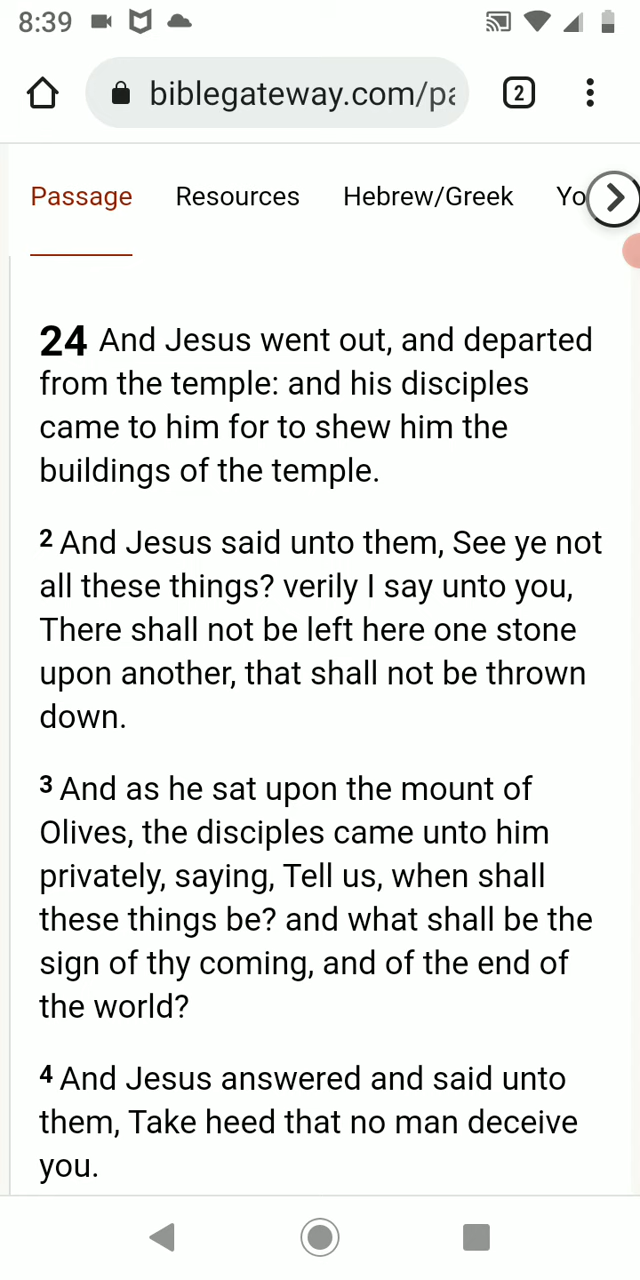 8:39
biblegateway.com/pa
2
Passage Resources Hebrew/Greek Yo
24 And Jesus went out, and departed
from the temple: and his disciples
came to him for to shew him the
buildings of the temple.
2 And Jesus said unto them, See ye not
all these things? verily I say unto you,
There shall not be left here one stone
upon another, that shall not be thrown
down.
3 And as he sat upon the mount of
Olives, the disciples came unto him
privately, saying, Tell us, when shall
these things be? and what shall be the
sign of thy coming, and of the end of
the world?
4 And Jesus answered and said unto
them, Take heed that no man deceive
you.